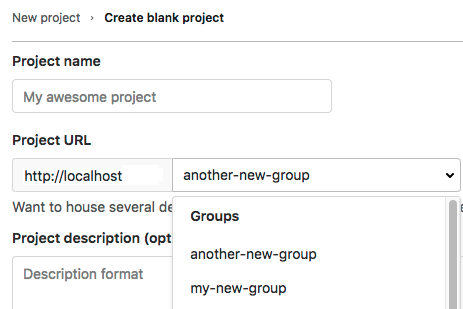 New project › Create blank project
Project name
My awesome project
Project URL
http://localhost another-new-group
Want to house several de
Groups
Project description (opt
another-new-group
Description format
my-new-group